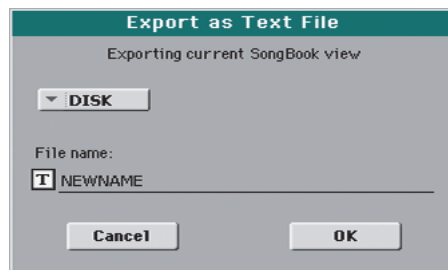 Export as Text File
Exporting current SongBook view
DISK
File name:
T NEWNAME
Cancel OK